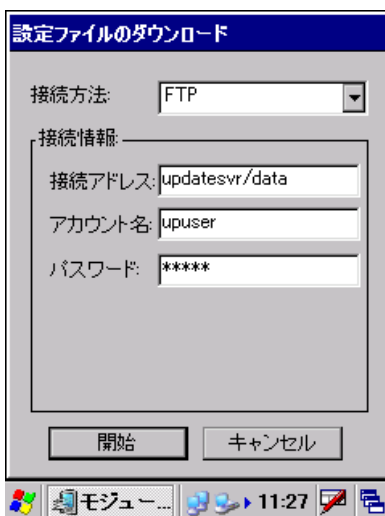 設定ファイルのダウンロード
接続方法: FTP
接続情報:
接続アドレス: updatesvr/data
アカウント名: upuser
パスワード: *****
開始 キャンセル
モジュー... 11:27